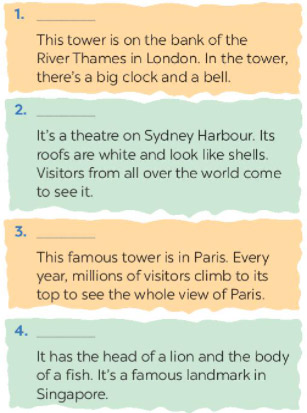 1. ________
This tower is on the bank of the
River Thames in London. In the tower,
there's a big clock and a bell.
2. ________
It's a theatre on Sydney Harbour. Its
roofs are white and look like shells.
Visitors from all over the world come
to see it.
3. ________
This famous tower is in Paris. Every
year, millions of visitors climb to its
top to see the whole view of Paris.
4. ________
It has the head of a lion and the body
of a fish. It's a famous landmark in
Singapore.